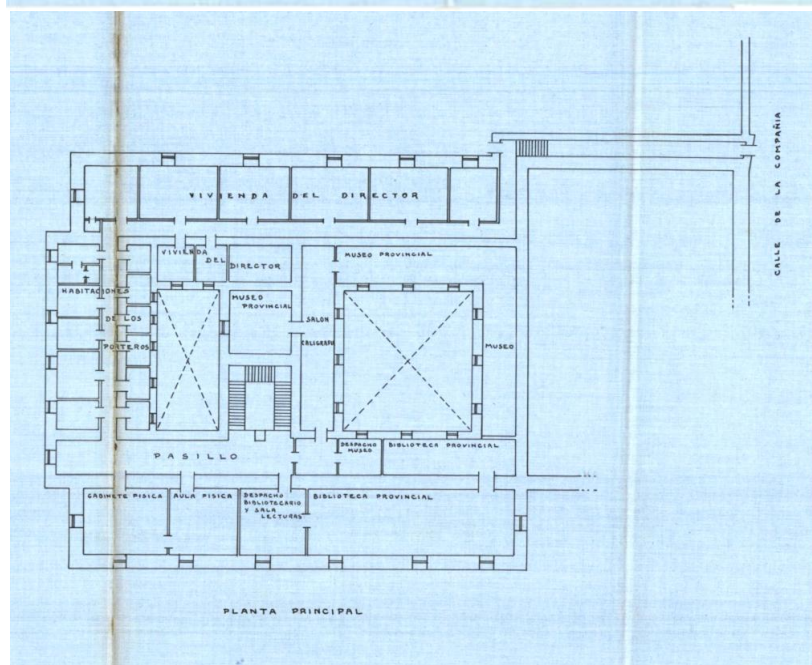 CALLE DE LA COMPAÑIA
VIVIENDA DEL DIRECTOR
VIVIENDA
DEL
DIRECTOR
MUSEO PROVINCIAL
HABITACIONES
DE LOS
PORTEROS
MUSEO
PROVINCIAL
SALON
CALIGRAFO
MUSEO
PASILLO
DESPACHO
MUSEO
BIBLIOTECA PROVINCIAL
GABINETE FISICA
AULA FISICA
DESPACHO
BIBLIOTECARIO
Y SALA
LECTURAS
BIBLIOTECA PROVINCIAL
PLANTA PRINCIPAL